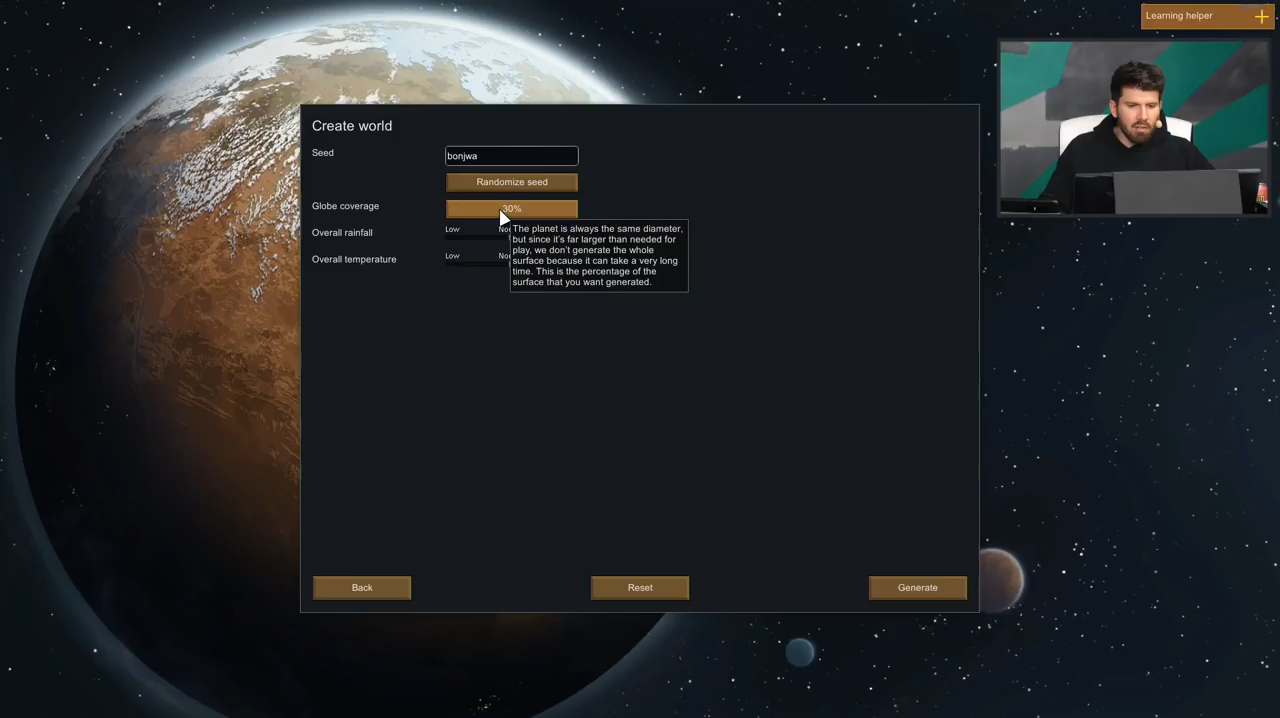 Learning helper
Create world
Seed
bonjwa
Randomize seed
Globe coverage
30%
Overall rainfall
Low
Overall temperature
Low
The planet is always the same diameter,
but since it's far larger than needed for
play, we don't generate the whole
surface because it can take a very long
time. This is the percentage of the
surface that you want generated.
Back
Reset
Generate